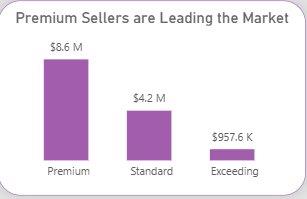 Premium Sellers are Leading the Market
$8.6 M
$4.2 M
$957.6 K
Premium Standard Exceeding